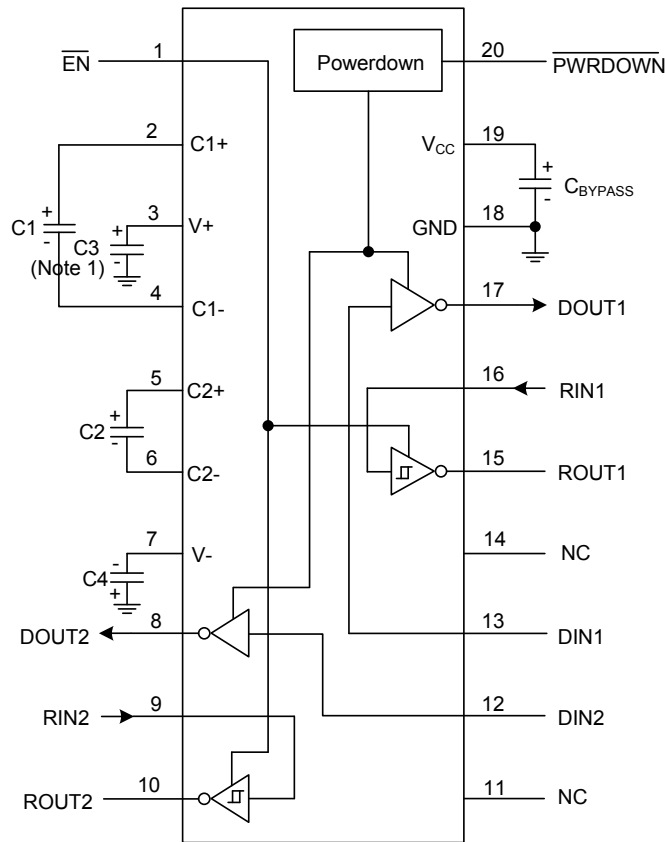 EN
1
Powerdown
20
PWRDOWN
2
C1+
VCC
19
+
CBYPASS
-
+
C1
-
3
V+
+
C3
-
(Note 1)
GND
18
4
C1-
17
DOUT1
5
C2+
16
RIN1
+
C2
-
6
C2-
15
ROUT1
7
V-
14
NC
-
C4
+
8
DOUT2
13
DIN1
9
RIN2
12
DIN2
10
ROUT2
11
NC